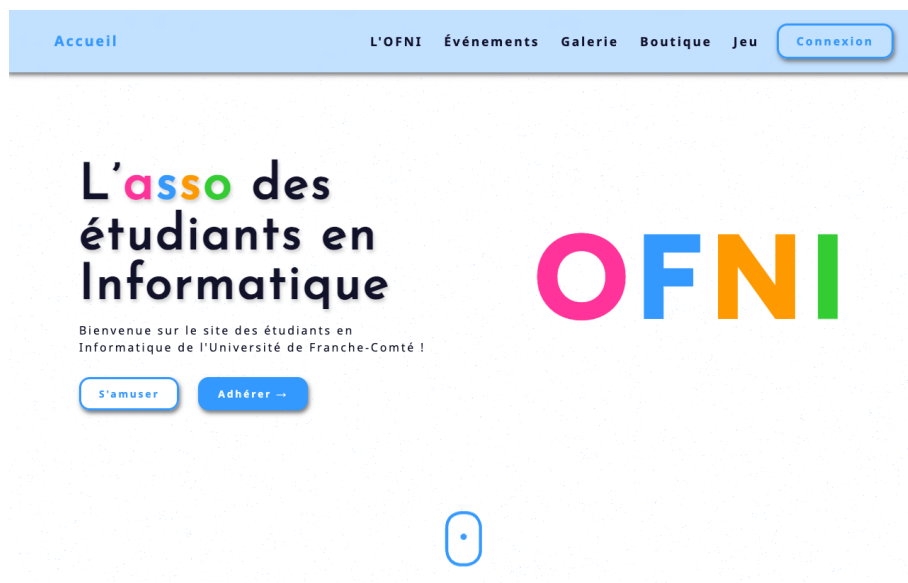 Accueil
L'OFNI
Événements
Galerie
Boutique
Jeu
Connexion
L'asso des
étudiants en
Informatique
OFNI
Bienvenue sur le site des étudiants en
Informatique de l'Université de Franche-Comté !
S'amuser
Adhérer →